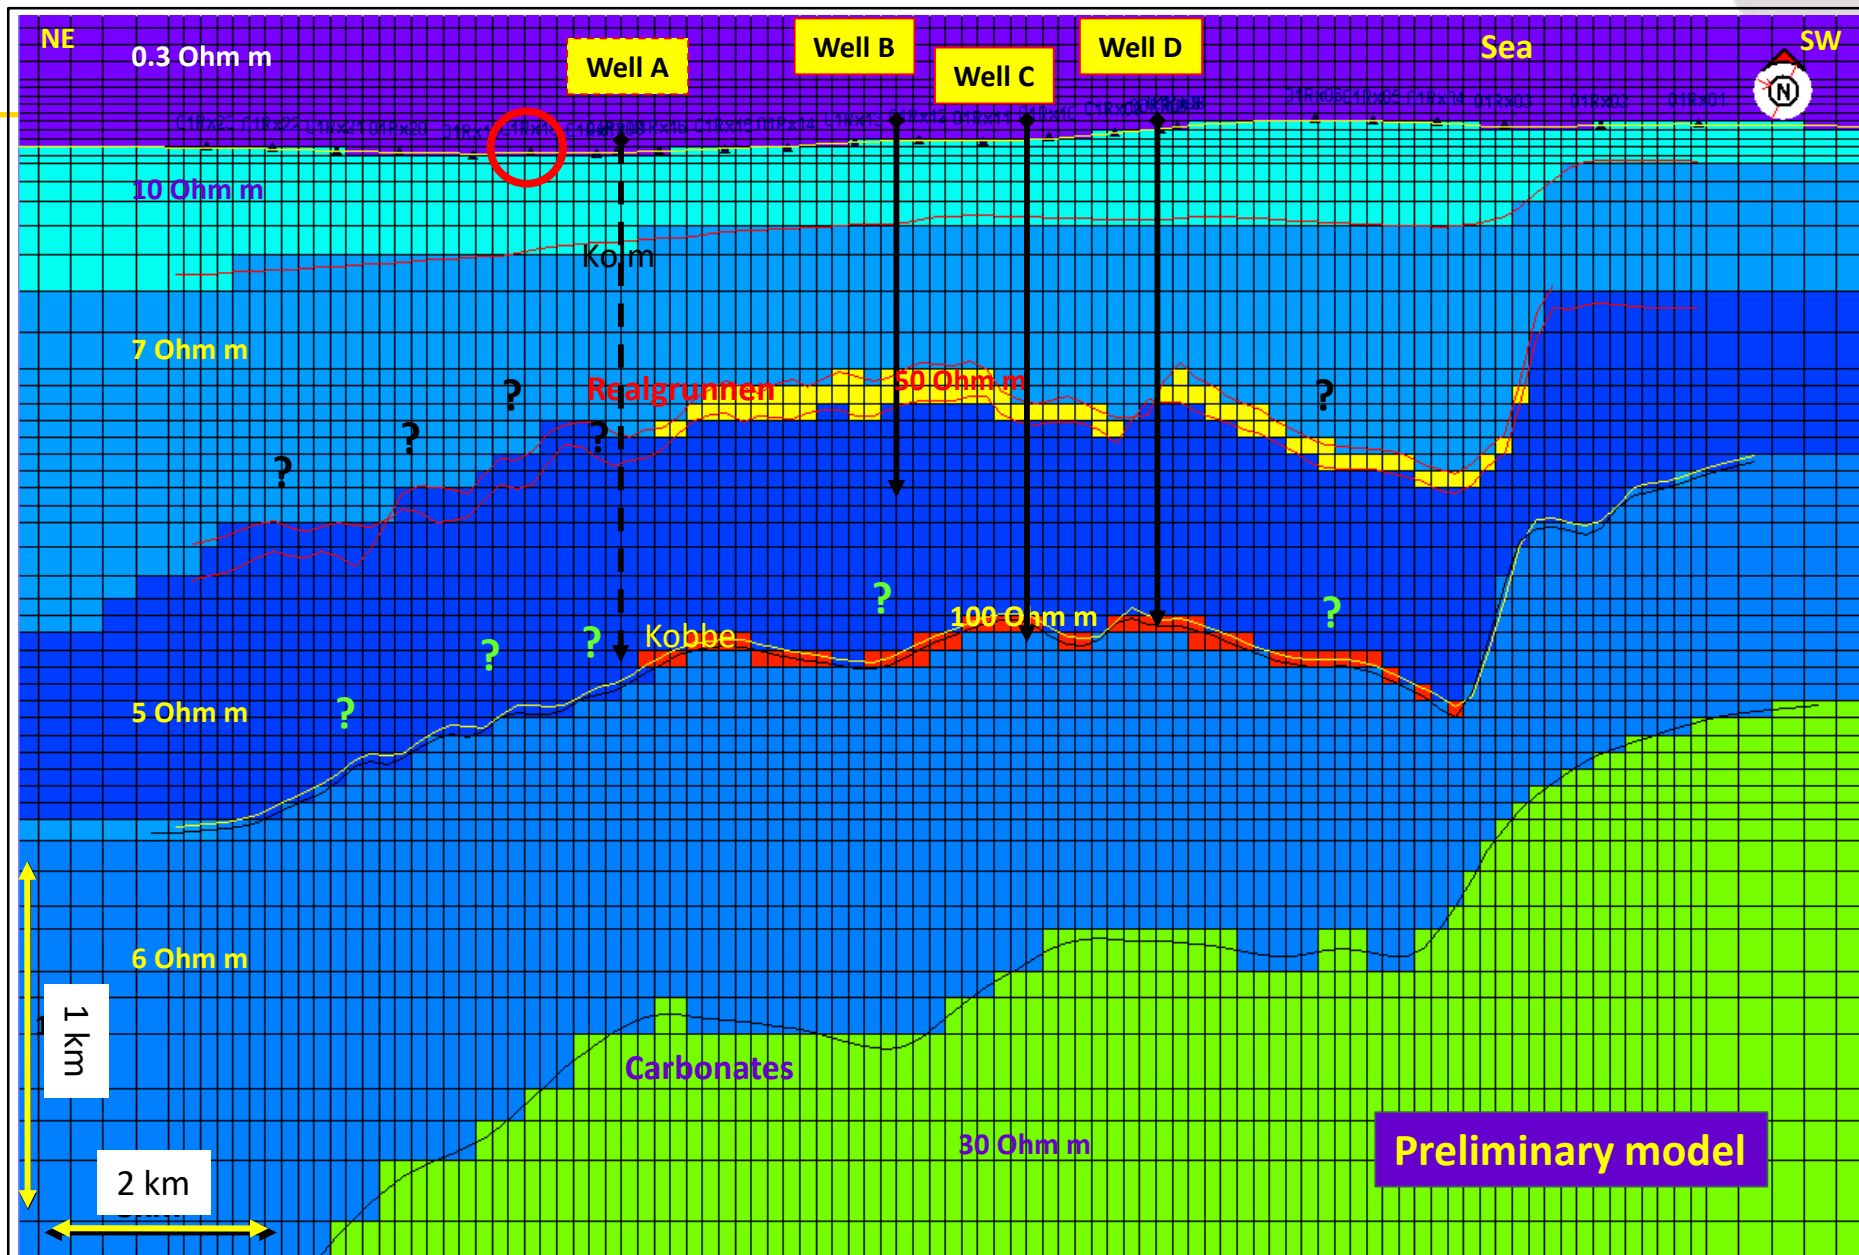 NE
0.3 Ohm m
Well A
Well B
Well C
Well D
Sea
SW
N
10 Ohm m
Kolm
7 Ohm m
?
?
?
?
?
Realgrunnen
50 Ohm m
?
?
?
?
?
Kobbe
100 Ohm m
5 Ohm m
6 Ohm m
1 km
Carbonates
30 Ohm m
Preliminary model
2 km